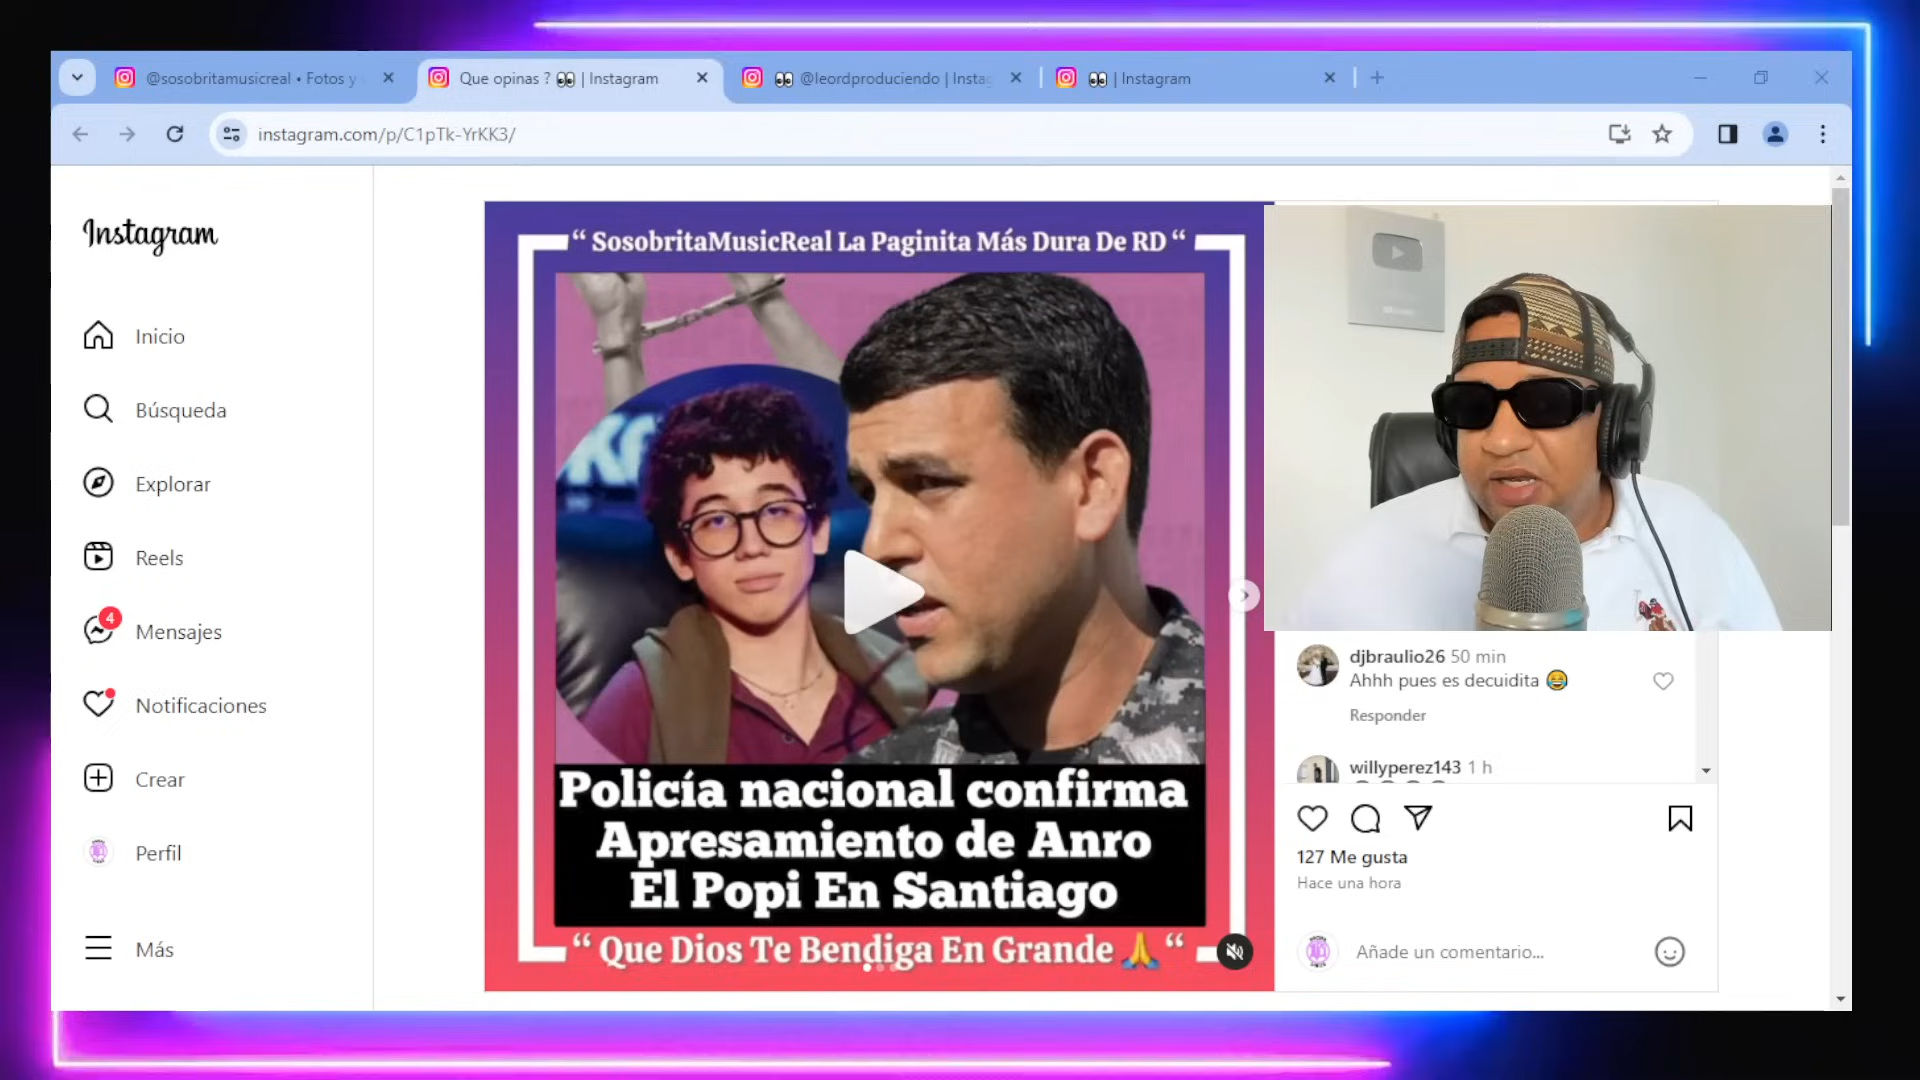 @sosobritamusicreal • Fotos y
Que opinas ? 👀 | Instagram
👀 @leordproduciendo | Insta
👀 | Instagram
instagram.com/p/C1pTk-YrKK3/
Instagram
Inicio
Búsqueda
Explorar
Reels
4
Mensajes
Notificaciones
Crear
Perfil
Más
“ SosobritaMusicReal La Paginita Más Dura De RD “
Policía nacional confirma
Apresamiento de Anro
El Popi En Santiago
“ Que Dios Te Bendiga En Grande 🙏 “
djbraulio26 50 min
Ahhh pues es decuidita 😂
Responder
willyperez143 1 h
127 Me gusta
Hace una hora
Añade un comentario...